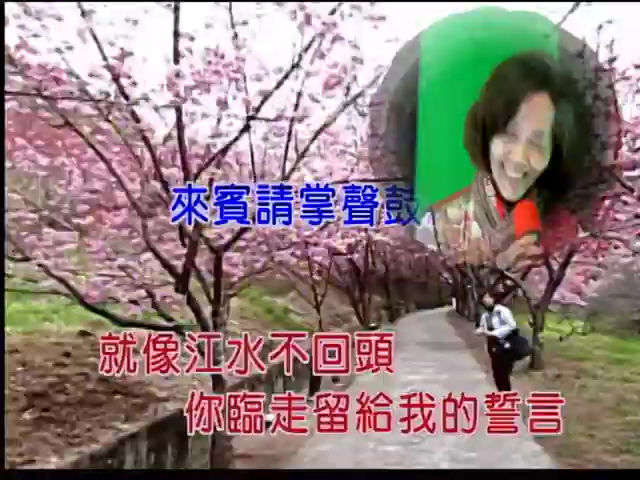 來賓請掌聲鼓
就像江水不回頭
你臨走留給我的誓言